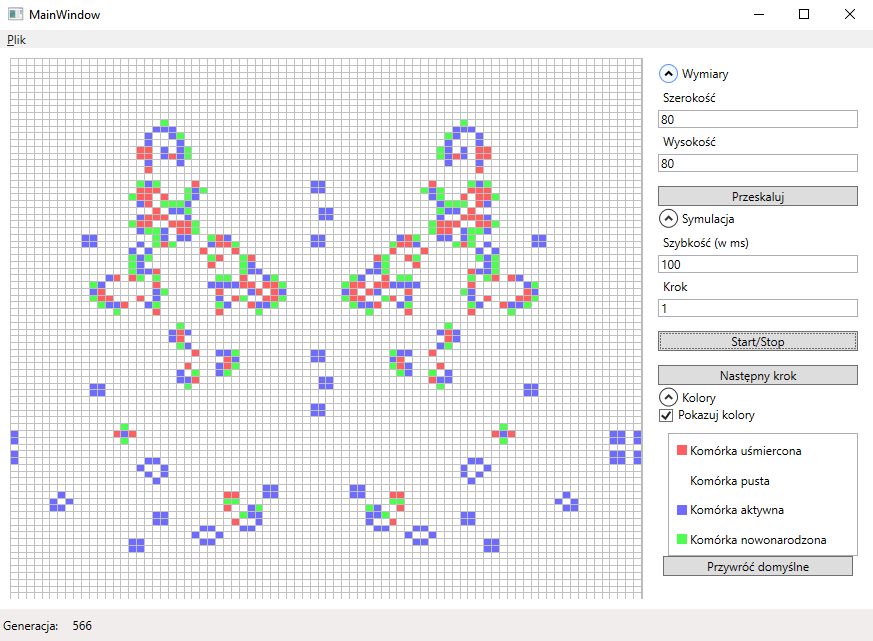 MainWindow
Plik
Wymiary
Szerokość
80
Wysokość
80
Przeskaluj
Symulacja
Szybkość (w ms)
100
Krok
1
Start/Stop
Następny krok
Kolory
Pokazuj kolory
Komórka uśmiercona
Komórka pusta
Komórka aktywna
Komórka nowonarodzona
Przywróć domyślne
Generacja: 566